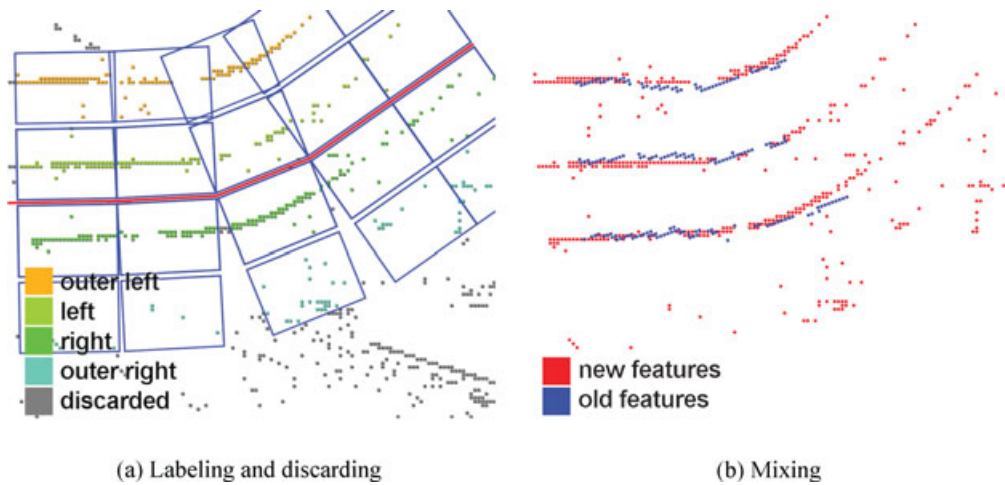 outer left
left
right
outer right
discarded
new features
old features
(a) Labeling and discarding
(b) Mixing